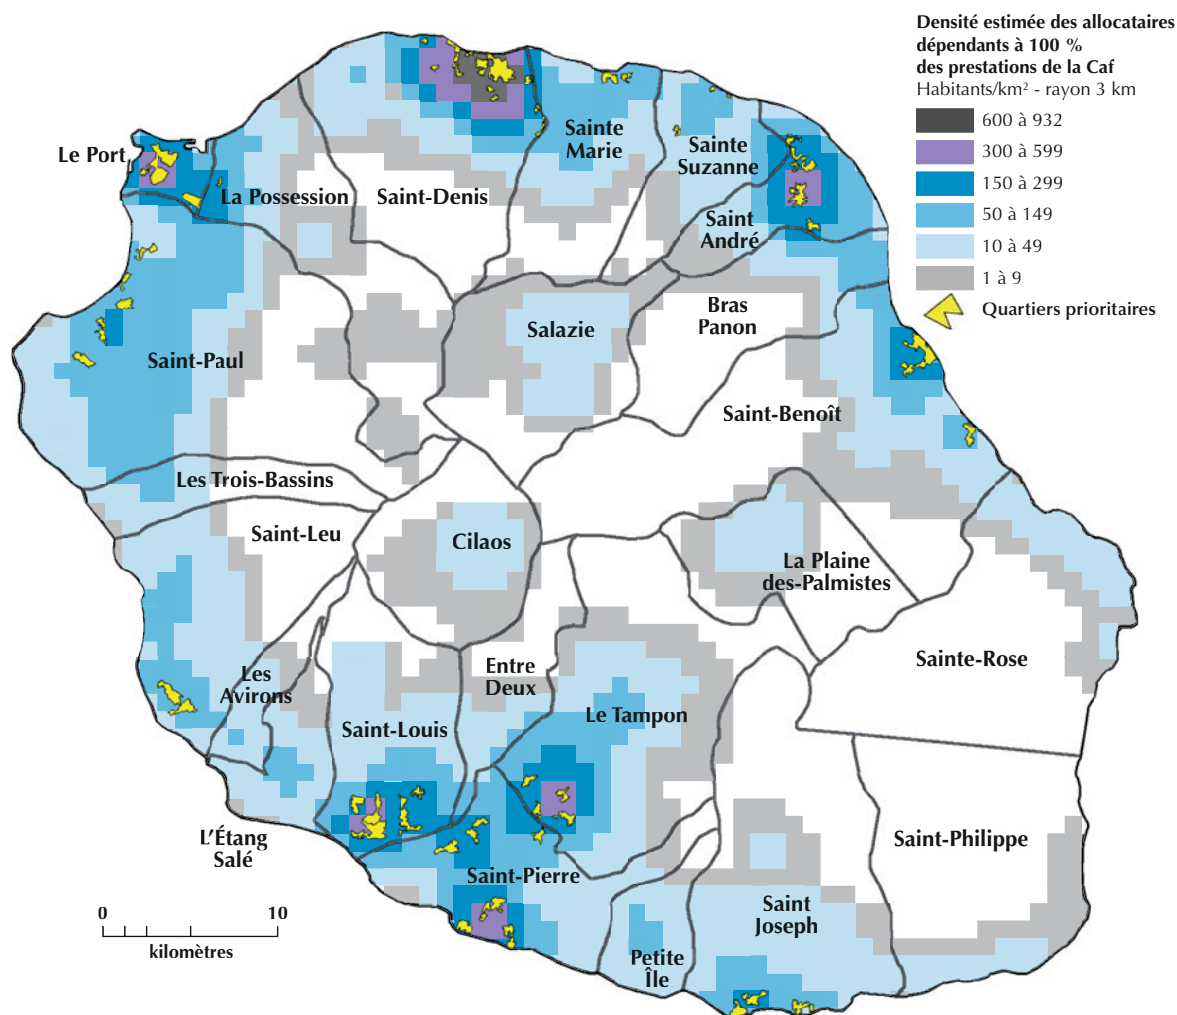 Densité estimée des allocataires
dépendants à 100 %
des prestations de la Caf
Habitants/km² - rayon 3 km
600 à 932
300 à 599
150 à 299
50 à 149
10 à 49
1 à 9
Quartiers prioritaires
Le Port
La Possession
Saint-Denis
Sainte
Marie
Sainte
Suzanne
Saint
André
Bras
Panon
Salazie
Saint-Paul
Saint-Benoît
Les Trois-Bassins
Saint-Leu
Cilaos
La Plaine
des-Palmistes
Sainte-Rose
Entre
Deux
Les
Avirons
Saint-Louis
Le Tampon
L'Étang
Salé
Saint-Philippe
Saint-Pierre
Saint
Joseph
Petite
Île
0 10
kilomètres